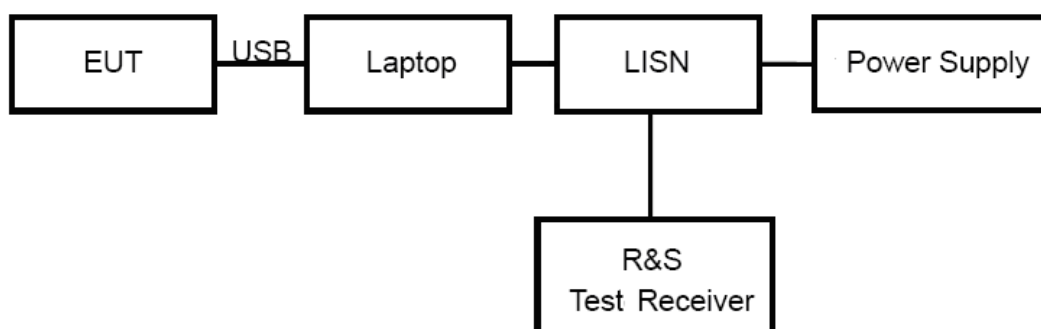 EUT
USB
Laptop
LISN
Power Supply
R&S
Test Receiver